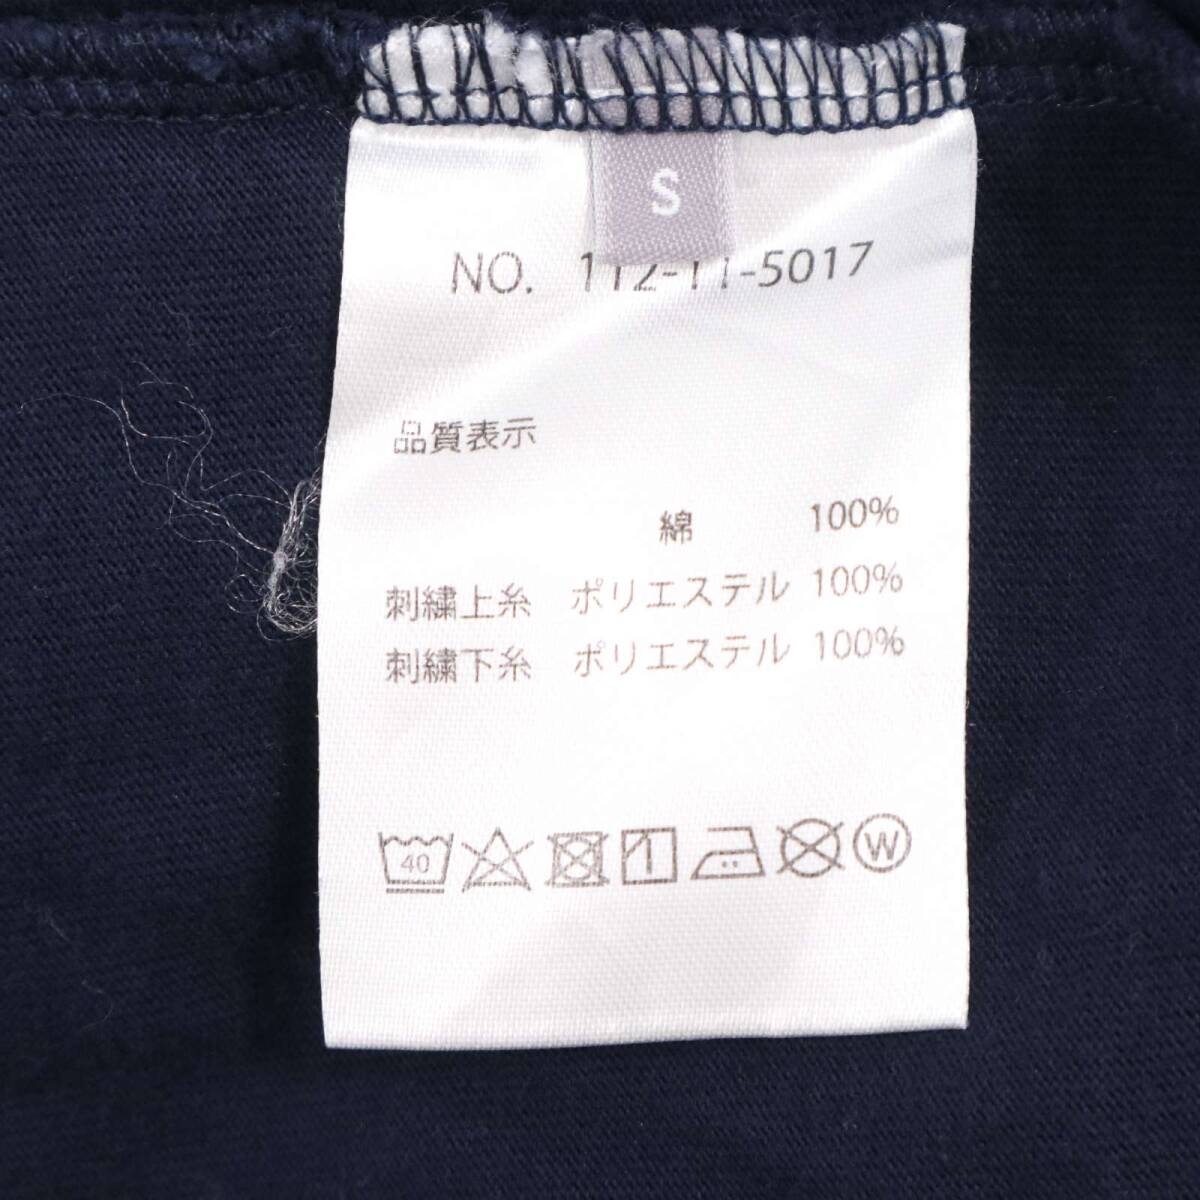 S
NO. 112-11-5017
品質表示
綿 100%
刺繍上糸 ポリエステル 100%
刺繍下糸 ポリエステル 100%
40 W